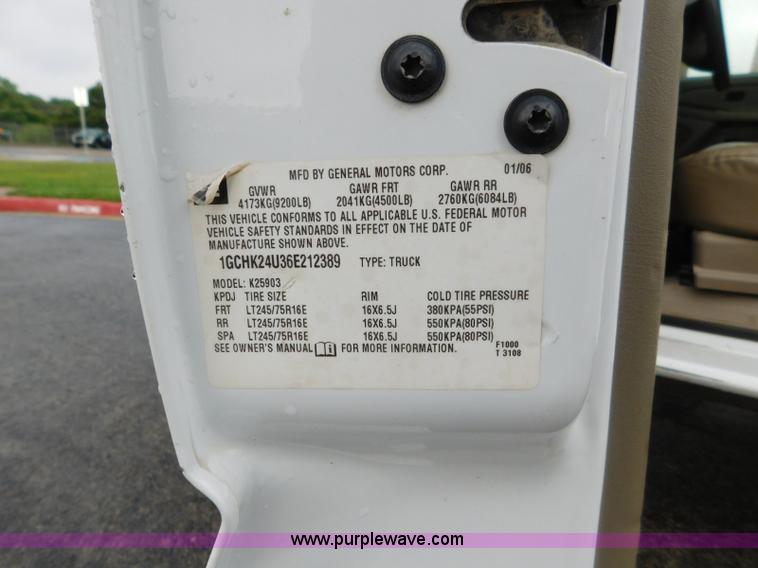 MFD BY GENERAL MOTORS CORP. 01/06
GVWR GAWR FRT GAWR RR
4173KG(9200LB) 2041KG(4500LB) 2760KG(6084LB)
THIS VEHICLE CONFORMS TO ALL APPLICABLE U.S. FEDERAL MOTOR
VEHICLE SAFETY STANDARDS IN EFFECT ON THE DATE OF
MANUFACTURE SHOWN ABOVE.
1GCHK24U36E212389 TYPE: TRUCK
MODEL: K25903
KPDJ TIRE SIZE RIM COLD TIRE PRESSURE
FRT LT245/75R16E 16X6.5J 380KPA(55PSI)
RR LT245/75R16E 16X6.5J 550KPA(80PSI)
SPA LT245/75R16E 16X6.5J 550KPA(80PSI)
SEE OWNER'S MANUAL FOR MORE INFORMATION.
F1000
T 3108
www.purplewave.com